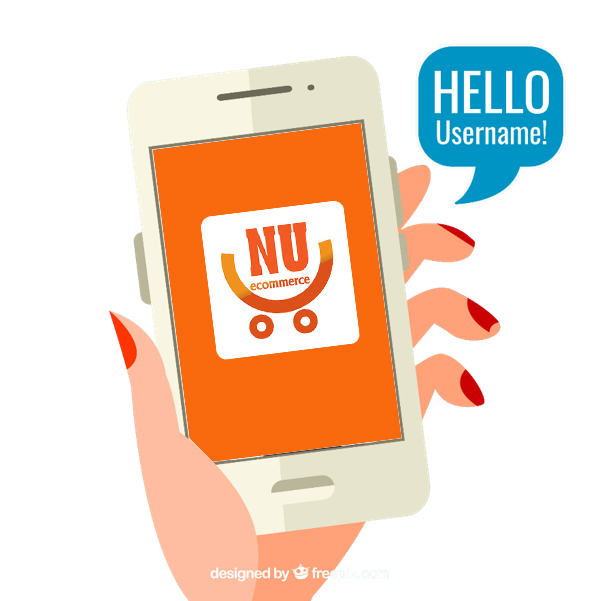 HELLO
Username!
NU
ecommerce
designed by freepik.com